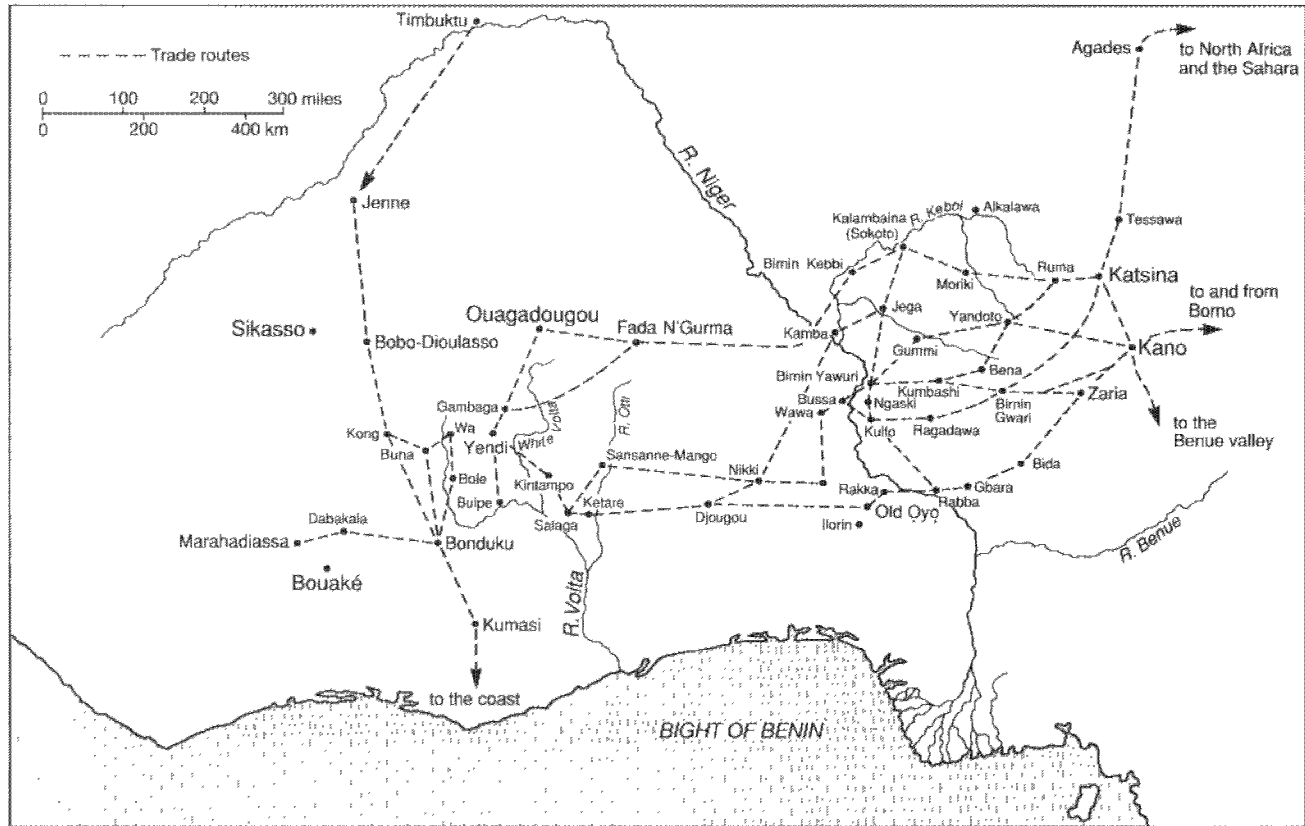 Timbuktu
Trade routes
0 100 200 300 miles
0 200 400 km
Agades
to North Africa
and the Sahara
R. Niger
Jenne
Kalambaina
(Sokoto)
R. Kebbi
Alkalawa
Tessawa
Birnin Kebbi
Moriki
Ruma
Katsina
to and from
Borno
Sikasso
Ouagadougou
Fada N'Gurma
Bobo-Dioulasso
Jega
Kamba
Gummi
Yandoto
Kano
Birnin Yawuri
Bena
Kumbashi
Bussa
Ngaski
Birnin
Gwari
Zaria
Wawa
Kulfo
Ragadawa
to the
Benue valley
Gambaga
Kong
Wa
Buna
Yendi
White Volta
R. Otti
Sansanne-Mango
Nikki
Bida
Bole
Kintampo
Buipe
Salaga
Ketare
Djougou
Rakka
Old Oyo
Rabba
Gbara
Ilorin
Dabakala
Marahadiassa
Bonduku
Bouaké
R. Benue
R. Volta
Kumasi
to the coast
BIGHT OF BENIN